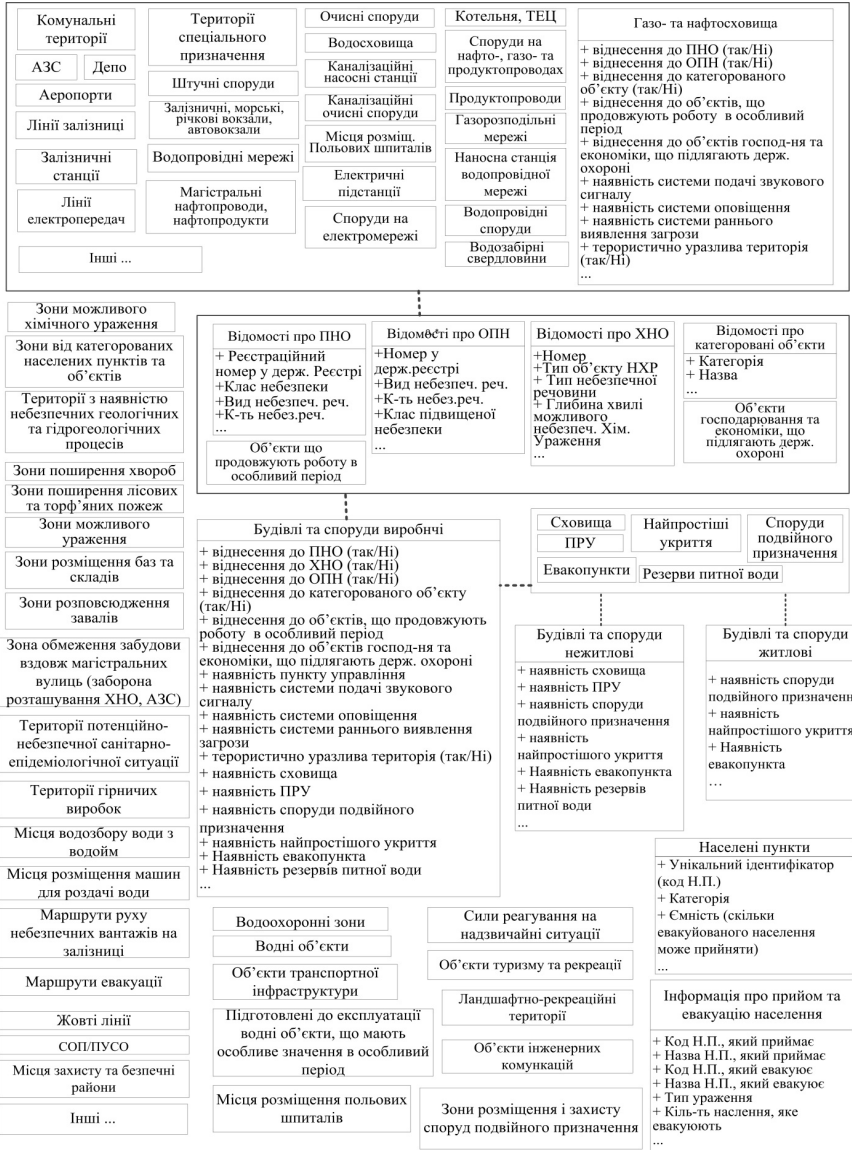 Комунальні
території
АЗС
Депо
Аеропорти
Лінії залізниці
Залізничні
станції
Лінії
електропередач
Інші ...
Території
спеціального
призначення
Штучні споруди
Залізничні, морські,
річкові вокзали,
автовокзали
Водопровідні мережі
Магістральні
нафтопроводи,
нафтопродукти
Очисні споруди
Водосховища
Каналізаційні
насосні станції
Каналізаційні
очисні споруди
Місця розміщ.
Польових шпиталів
Електричні
підстанції
Споруди на
електромережі
Котельня, ТЕЦ
Споруди на
нафто-, газо- та
продуктопроводах
Продуктопроводи
Газорозподільні
мережі
Наносна станція
водопровідної
мережі
Водопровідні
споруди
Водозабірні
свердловини
Газо- та нафтосховища
+ віднесення до ПНО (так/Ні)
+ віднесення до ОПН (так/Ні)
+ віднесення до категорованого
об’єкту (так/Ні)
+ віднесення до об’єктів, що
продовжують роботу в особливий
період
+ віднесення до об’єктів господ-ня та
економіки, що підлягають держ.
охороні
+ наявність системи подачі звукового
сигналу
+ наявність системи оповіщення
+ наявність системи раннього
виявлення загрози
+ терористично уразлива територія
(так/Ні)
...
Зони можливого
хімічного ураження
Зони від категорованих
населених пунктів та
об’єктів
Території з наявністю
небезпечних геологічних
та гідрогеологічних
процесів
Зони поширення хвороб
Зони поширення лісових
та торф’яних пожеж
Зони можливого
ураження
Зони розміщення баз та
складів
Зони розповсюдження
завалів
Зона обмеження забудови
вздовж магістральних
вулиць (заборона
розташування ХНО, АЗС)
Території потенційно-
небезпечної санітарно-
епідеміологічної ситуації
Території гірничих
виробок
Місця водозбору води з
водойм
Місця розміщення машин
для роздачі води
Маршрути руху
небезпечних вантажів на
залізниці
Маршрути евакуації
Жовті лінії
СОП/ПУСО
Місця захисту та безпечні
райони
Інші ...
Відомості про ПНО
+ Реєстраційний
номер у держ. Реєстрі
+Клас небезпеки
+Вид небезпеч. реч.
+К-ть небез.реч.
...
Об’єкти що
продовжують роботу в
особливий період
Відомості про ОПН
+Номер у
держ.реєстрі
+Вид небезпеч. реч.
+К-ть небез.реч.
+Клас підвищеної
небезпеки
...
Відомості про ХНО
+Номер
+Тип об’єкту НХР
+ Тип небезпечної
речовини
+ Глибина хвилі
можливого
небезпеч. Хім.
Ураження
...
Відомості про
категоровані об’єкти
+ Категорія
+ Назва
...
Об’єкти
господарювання та
економіки, що
підлягають держ.
охороні
Будівлі та споруди виробнчі
+ віднесення до ПНО (так/Ні)
+ віднесення до ХНО (так/Ні)
+ віднесення до ОПН (так/Ні)
+ віднесення до категорованого об’єкту
(так/Ні)
+ віднесення до об’єктів, що продовжують
роботу в особливий період
+ віднесення до об’єктів господ-ня та
економіки, що підлягають держ. охороні
+ наявність пункту управління
+ наявність системи подачі звукового
сигналу
+ наявність системи оповіщення
+ наявність системи раннього виявлення
загрози
+ терористично уразлива територія (так/Ні)
+ наявність сховища
+ наявність ПРУ
+ наявність споруди подвійного
призначення
+ наявність найпростішого укриття
+ Наявність евакопункта
+ Наявність резервів питної води
...
Сховища
ПРУ
Найпростіші
укриття
Споруди
подвійного
призначення
Евакопункти
Резерви питної води
Будівлі та споруди
нежитлові
+ наявність сховища
+ наявність ПРУ
+ наявність споруди
подвійного призначення
+ наявність
найпростішого укриття
+ Наявність евакопункта
+ Наявність резервів
питної води
...
Будівлі та споруди
житлові
+ наявність споруди
подвійного призначення
+ наявність
найпростішого укриття
+ Наявність
евакопункта
...
Населені пункти
+ Унікальний ідентифікатор
(код Н.П.)
+ Категорія
+ Ємність (скільки
евакуйованого населення
може прийняти)
...
Водоохоронні зони
Водні об’єкти
Об’єкти транспортної
інфраструктури
Підготовлені до експлуатації
водні об’єкти, що мають
особливе значення в особливий
період
Місця розміщення польових
шпиталів
Сили реагування на
надзвичайні ситуації
Об’єкти туризму та рекреації
Ландшафтно-рекреаційні
території
Об’єкти інженерних
комункацій
Зони розміщення і захисту
споруд подвійного призначення
Інформація про прийом та
евакуацію населення
+ Код Н.П., який приймає
+ Назва Н.П., який приймає
+ Код Н.П., який евакуює
+ Назва Н.П., який евакуює
+ Тип ураження
+ Кіль-ть наслення, яке
евакуюють
...